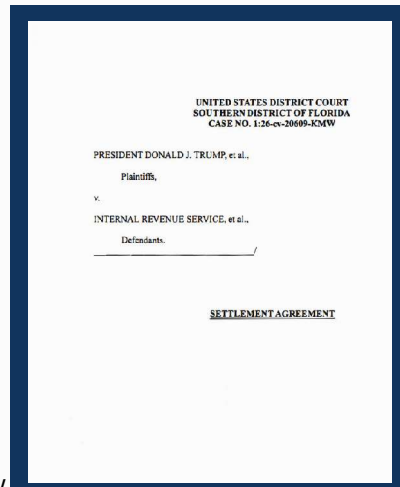 UNITED STATES DISTRICT COURT
SOUTHERN DISTRICT OF FLORIDA
CASE NO. 1:26-cv-20609-KMW
PRESIDENT DONALD J. TRUMP, et al.,
Plaintiffs,
v.
INTERNAL REVENUE SERVICE, et al.,
Defendants.
/
SETTLEMENT AGREEMENT
/